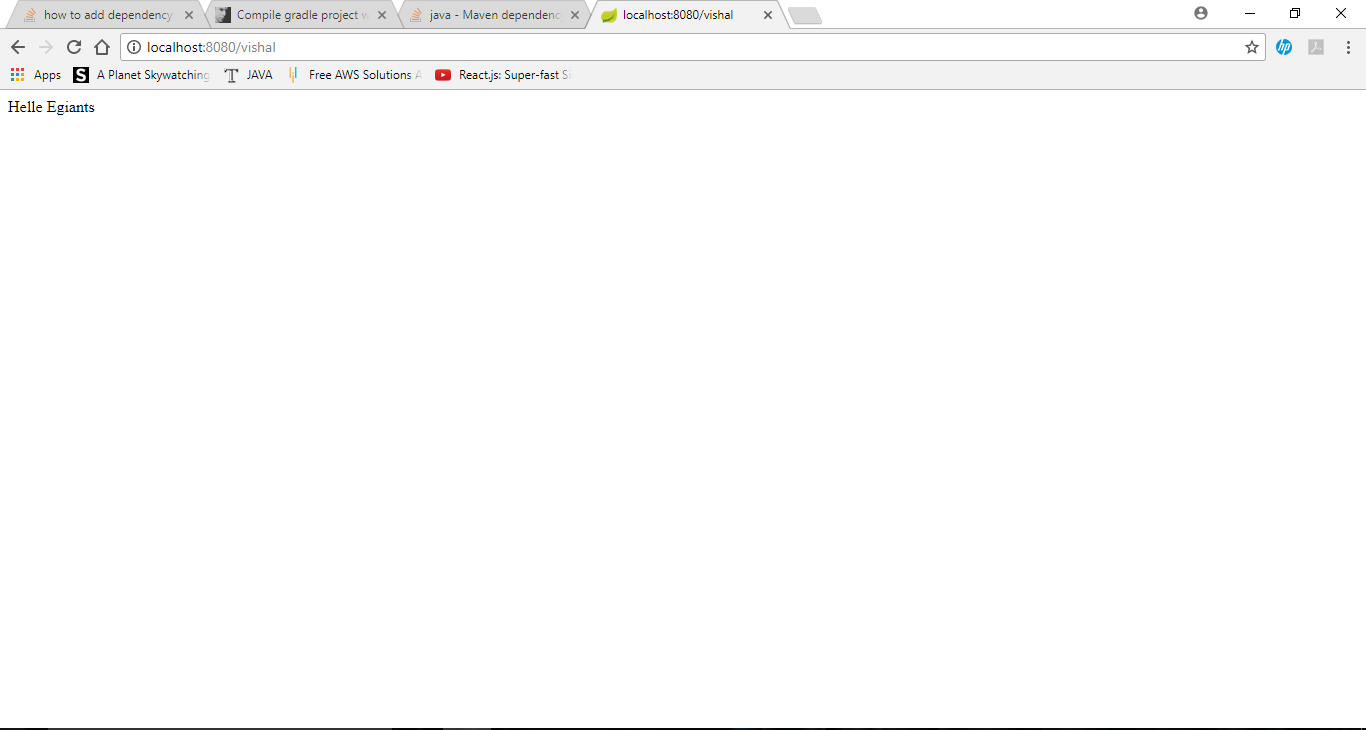 how to add dependency
Compile gradle project w
java - Maven dependenc
localhost:8080/vishal
localhost:8080/vishal
Apps
S
A Planet Skywatching
T
JAVA
Free AWS Solutions A
React.js: Super-fast S
hp
Helle Egiants